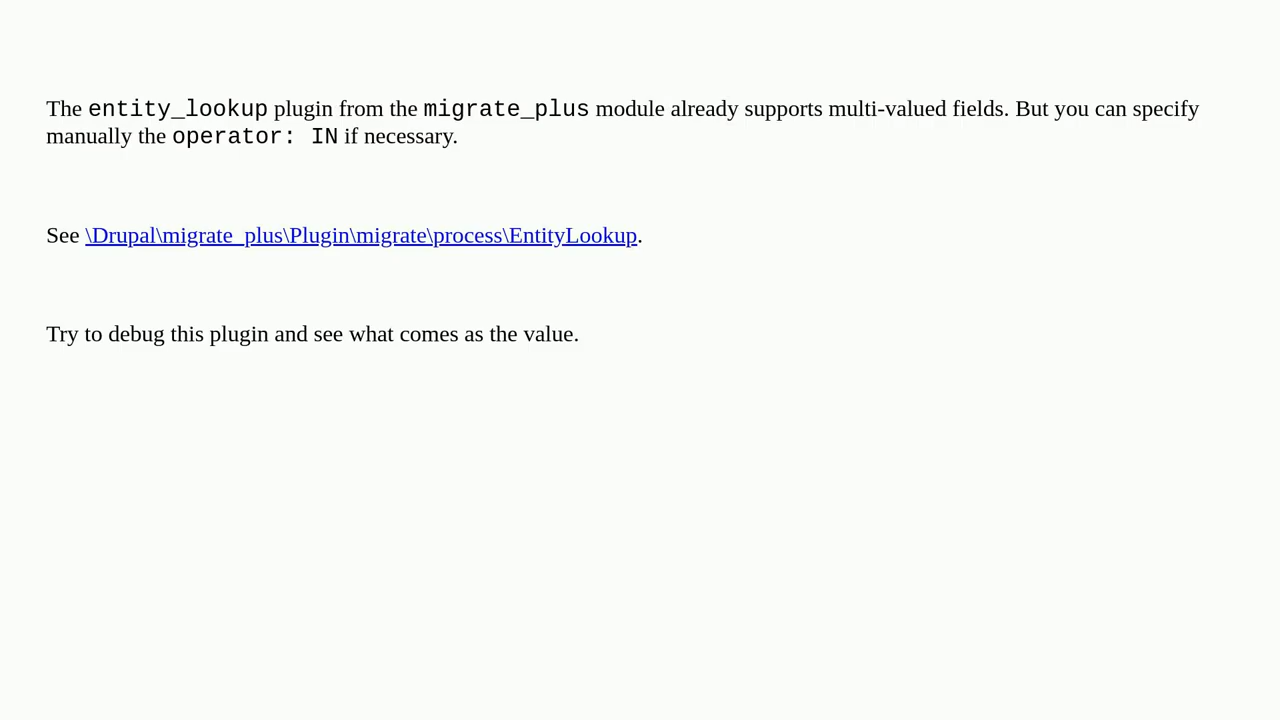 The entity_lookup plugin from the migrate_plus module already supports multi-valued fields. But you can specify
manually the operator: IN if necessary.
See \Drupal\migrate_plus\Plugin\migrate\process\EntityLookup.
Try to debug this plugin and see what comes as the value.